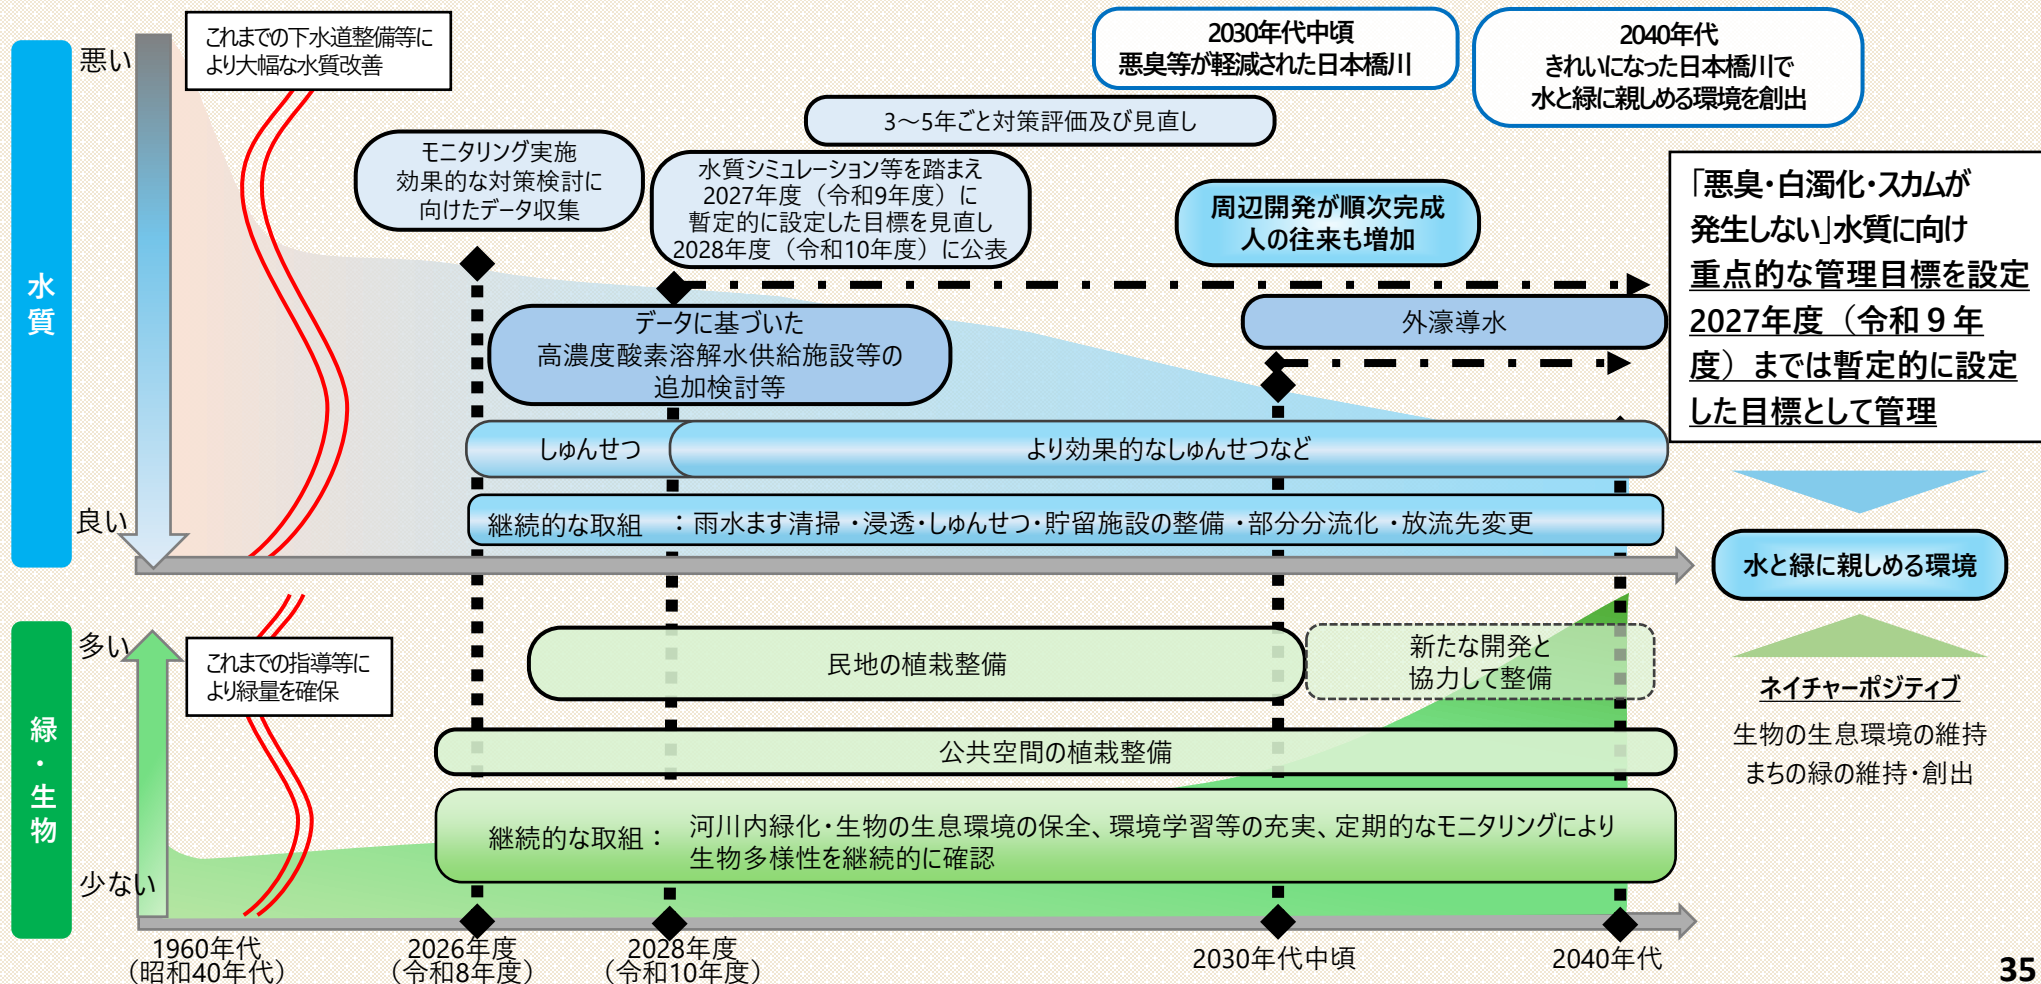 これまでの下水道整備等に
より大幅な水質改善
2030年代中頃
悪臭等が軽減された日本橋川
2040年代
きれいになった日本橋川で
水と緑に親しめる環境を創出
水質
悪い
良い
3～5年ごと対策評価及び見直し
モニタリング実施
効果的な対策検討に
向けたデータ収集
水質シミュレーション等を踏まえ
2027年度（令和9年度）に
暫定的に設定した目標を見直し
2028年度（令和10年度）に公表
周辺開発が順次完成
人の往来も増加
「悪臭・白濁化・スカムが
発生しない」水質に向け
重点的な管理目標を設定
2027年度（令和９年
度）までは暫定的に設定
した目標として管理
データに基づいた
高濃度酸素溶解水供給施設等の
追加検討等
外濠導水
しゅんせつ
より効果的なしゅんせつなど
継続的な取組　：雨水ます清掃・浸透・しゅんせつ・貯留施設の整備・部分分流化・放流先変更
水と緑に親しめる環境
緑・生物
多い
少ない
これまでの指導等に
より緑量を確保
民地の植栽整備
新たな開発と
協力して整備
公共空間の植栽整備
継続的な取組：　河川内緑化・生物の生息環境の保全、環境学習等の充実、定期的なモニタリングにより
生物多様性を継続的に確認
ネイチャーポジティブ
生物の生息環境の維持
まちの緑の維持・創出
1960年代
（昭和40年代）
2026年度
（令和8年度）
2028年度
（令和10年度）
2030年代中頃
2040年代
35